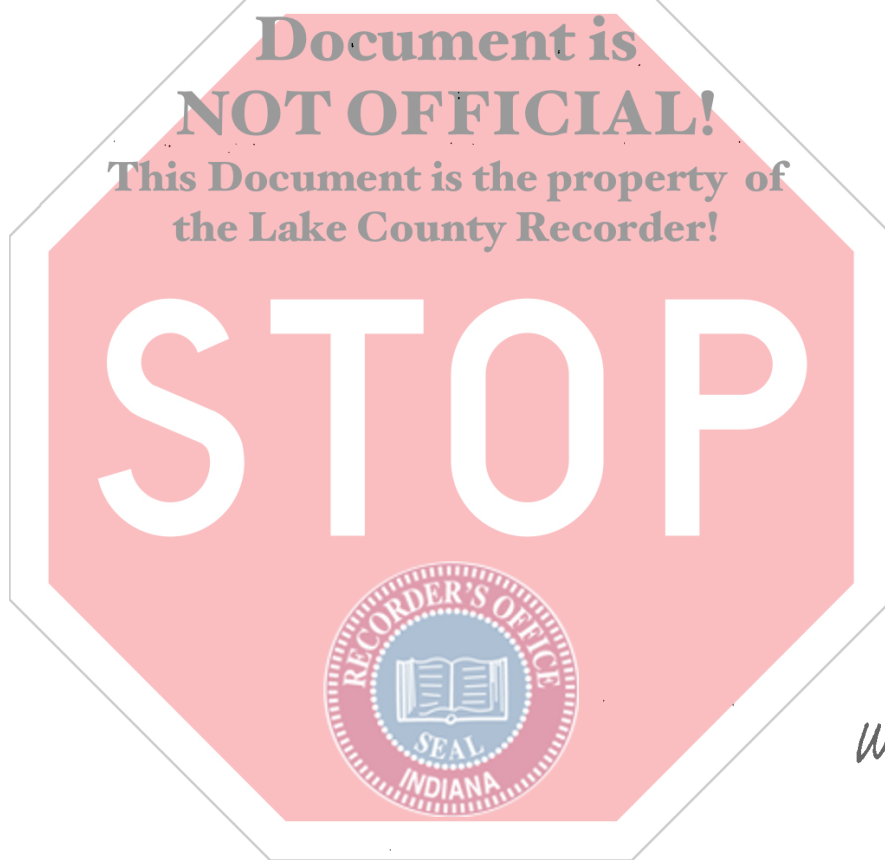 Document is
NOT OFFICIAL!
This Document is the property of
the Lake County Recorder!
STOP
RECORDER'S OFFICE
SEAL
INDIANA